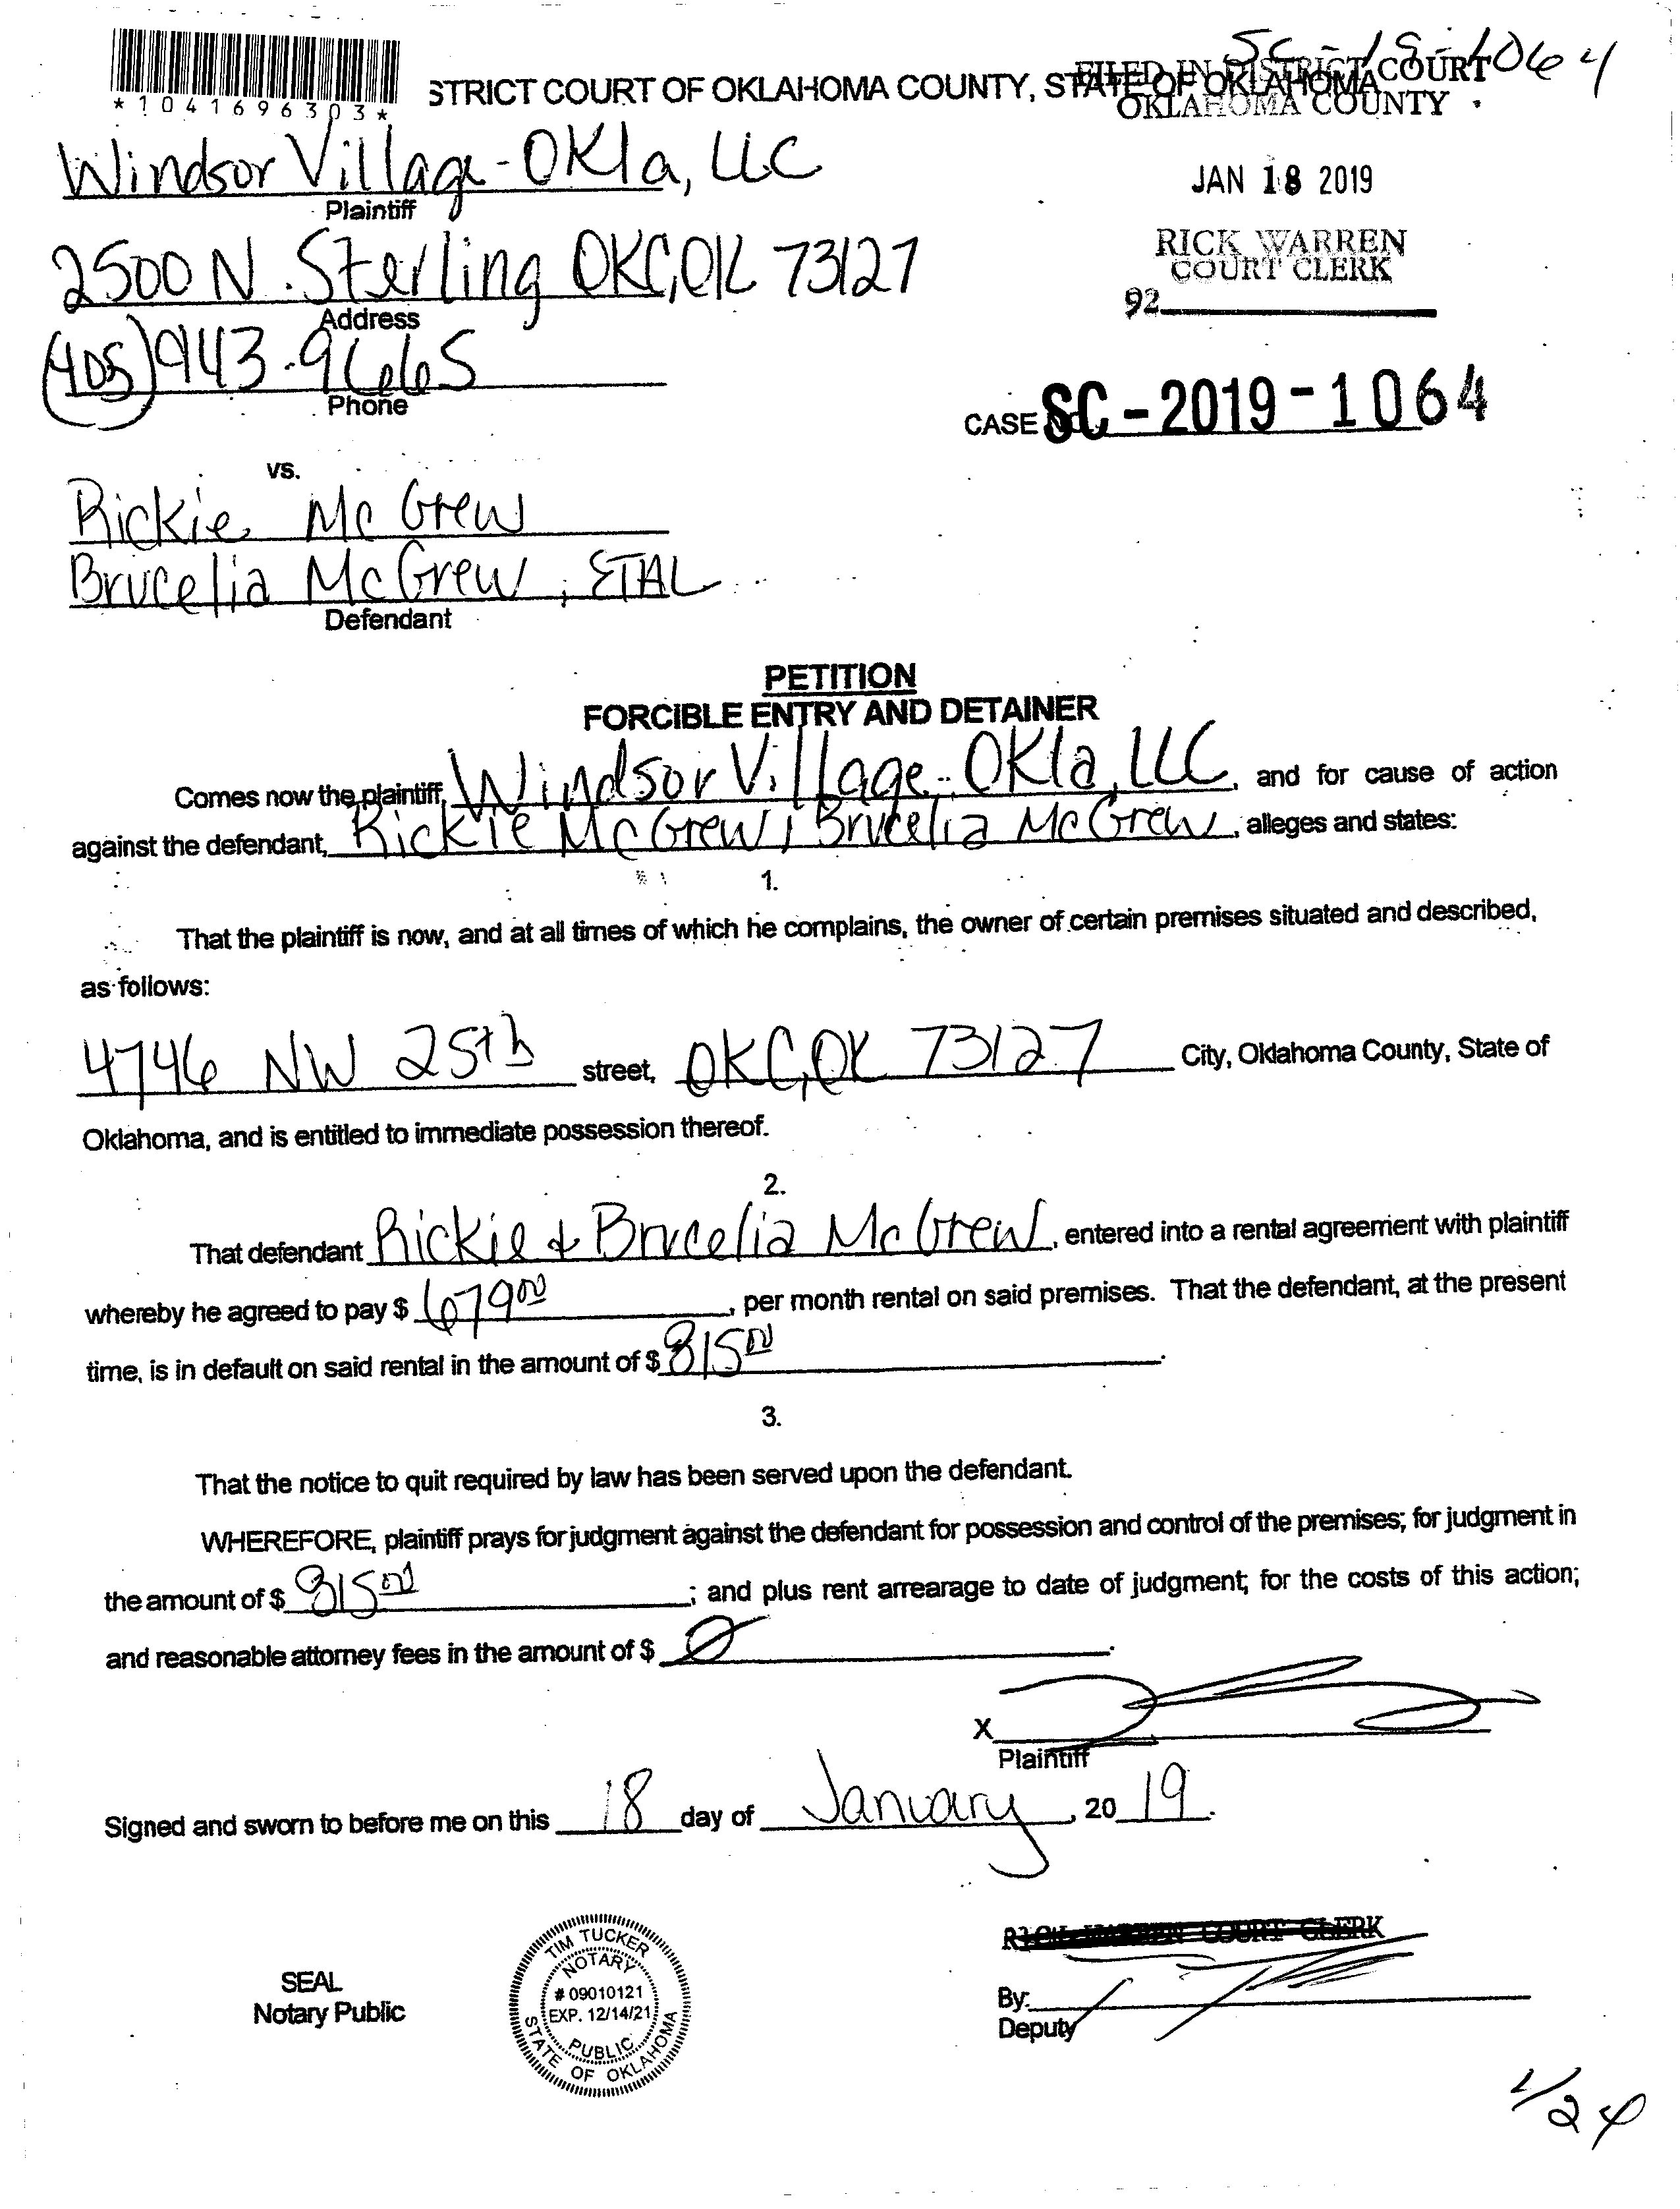 SC-19-1064
STRICT COURT OF OKLAHOMA COUNTY, STATE OF OKLAHOMA
FILED IN DISTRICT COURT
OKLAHOMA COUNTY
*1041696303*
Windsor Village-Okla, LLC
Plaintiff
JAN 18 2019
2500 N. Sterling OKC, OK 73127
Address
RICK WARREN
COURT CLERK
92
(405) 943-9665
Phone
CASE SC-2019-1064
vs.
Rickie McGrew
Brucelia McGrew, ETAL
Defendant
PETITION
FORCIBLE ENTRY AND DETAINER
Comes now the plaintiff, Windsor Village-Okla, LLC, and for cause of action
against the defendant, Rickie McGrew, Brucelia McGrew, alleges and states:
1.
That the plaintiff is now, and at all times of which he complains, the owner of certain premises situated and described,
as follows:
4746 NW 25th street, OKC, OK 73127 City, Oklahoma County, State of
Oklahoma, and is entitled to immediate possession thereof.
2.
That defendant Rickie & Brucelia McGrew, entered into a rental agreement with plaintiff
whereby he agreed to pay $ 679 00, per month rental on said premises. That the defendant, at the present
time, is in default on said rental in the amount of $ 815 00.
3.
That the notice to quit required by law has been served upon the defendant.
WHEREFORE, plaintiff prays for judgment against the defendant for possession and control of the premises; for judgment in
the amount of $ 815 00; and plus rent arrearage to date of judgment; for the costs of this action;
and reasonable attorney fees in the amount of $ 0.
X
Plaintiff
Signed and sworn to before me on this 18 day of January, 2019.
RICK WARREN COURT CLERK
SEAL
Notary Public
TIM TUCKER
NOTARY
# 09010121
EXP. 12/14/21
PUBLIC
STATE OF OKLAHOMA
By:
Deputy
1/24